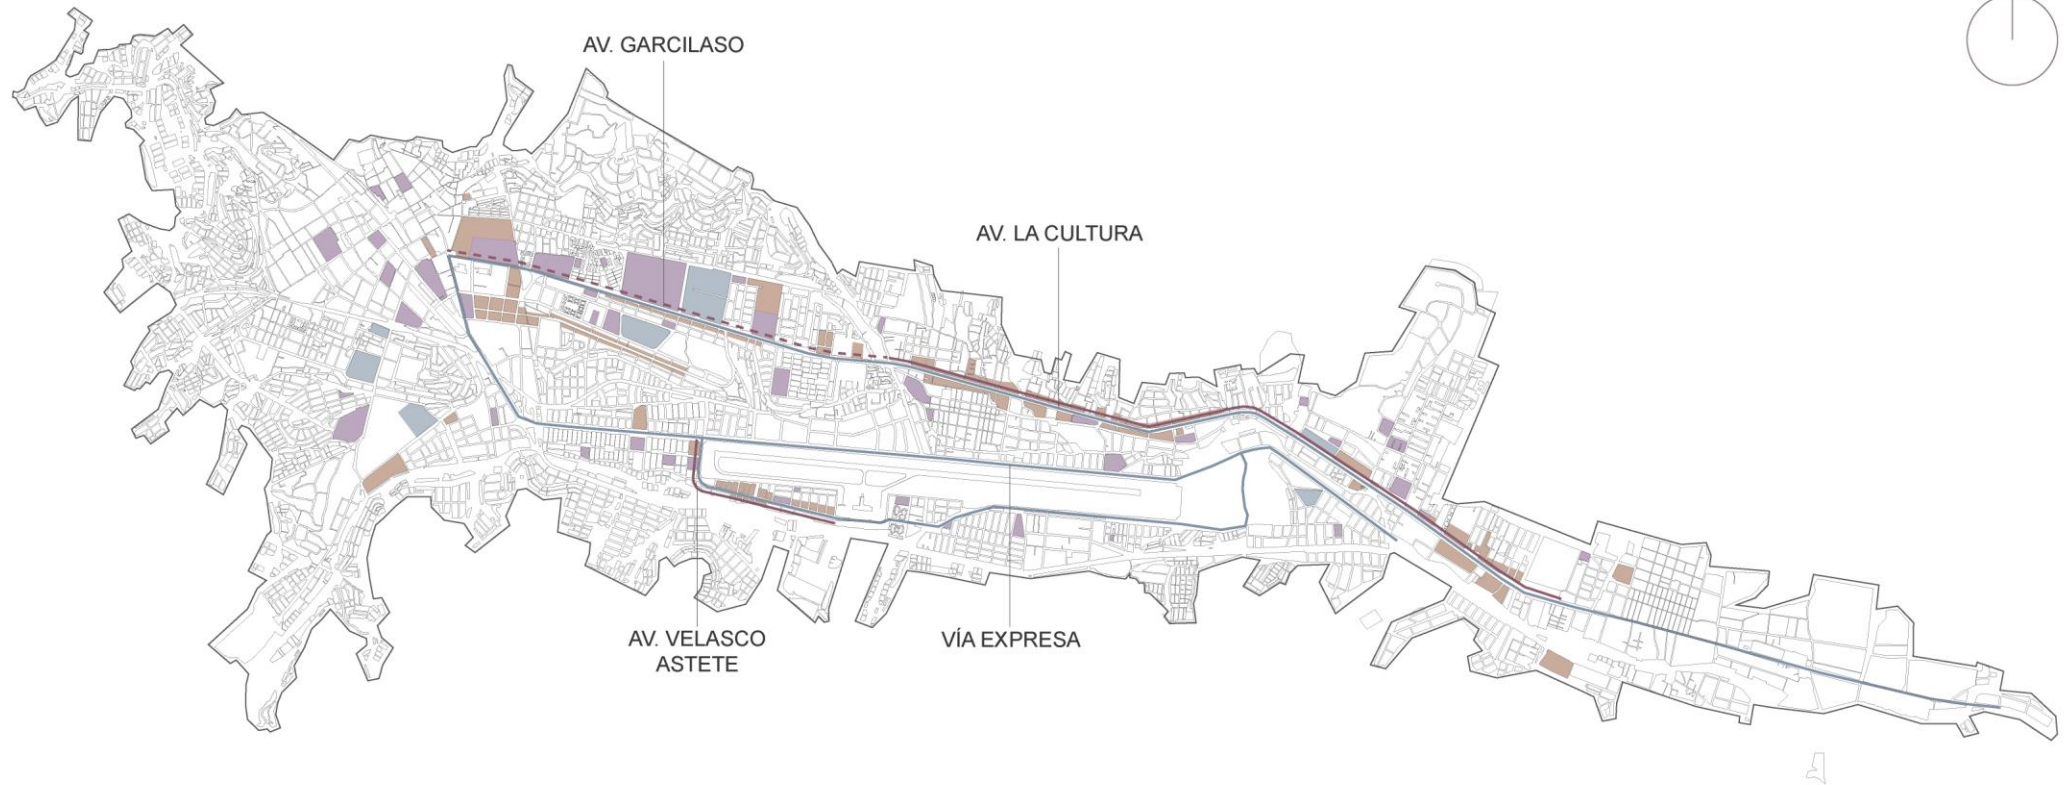 AV. GARCILASO
AV. LA CULTURA
AV. VELASCO
ASTETE
VÍA EXPRESA